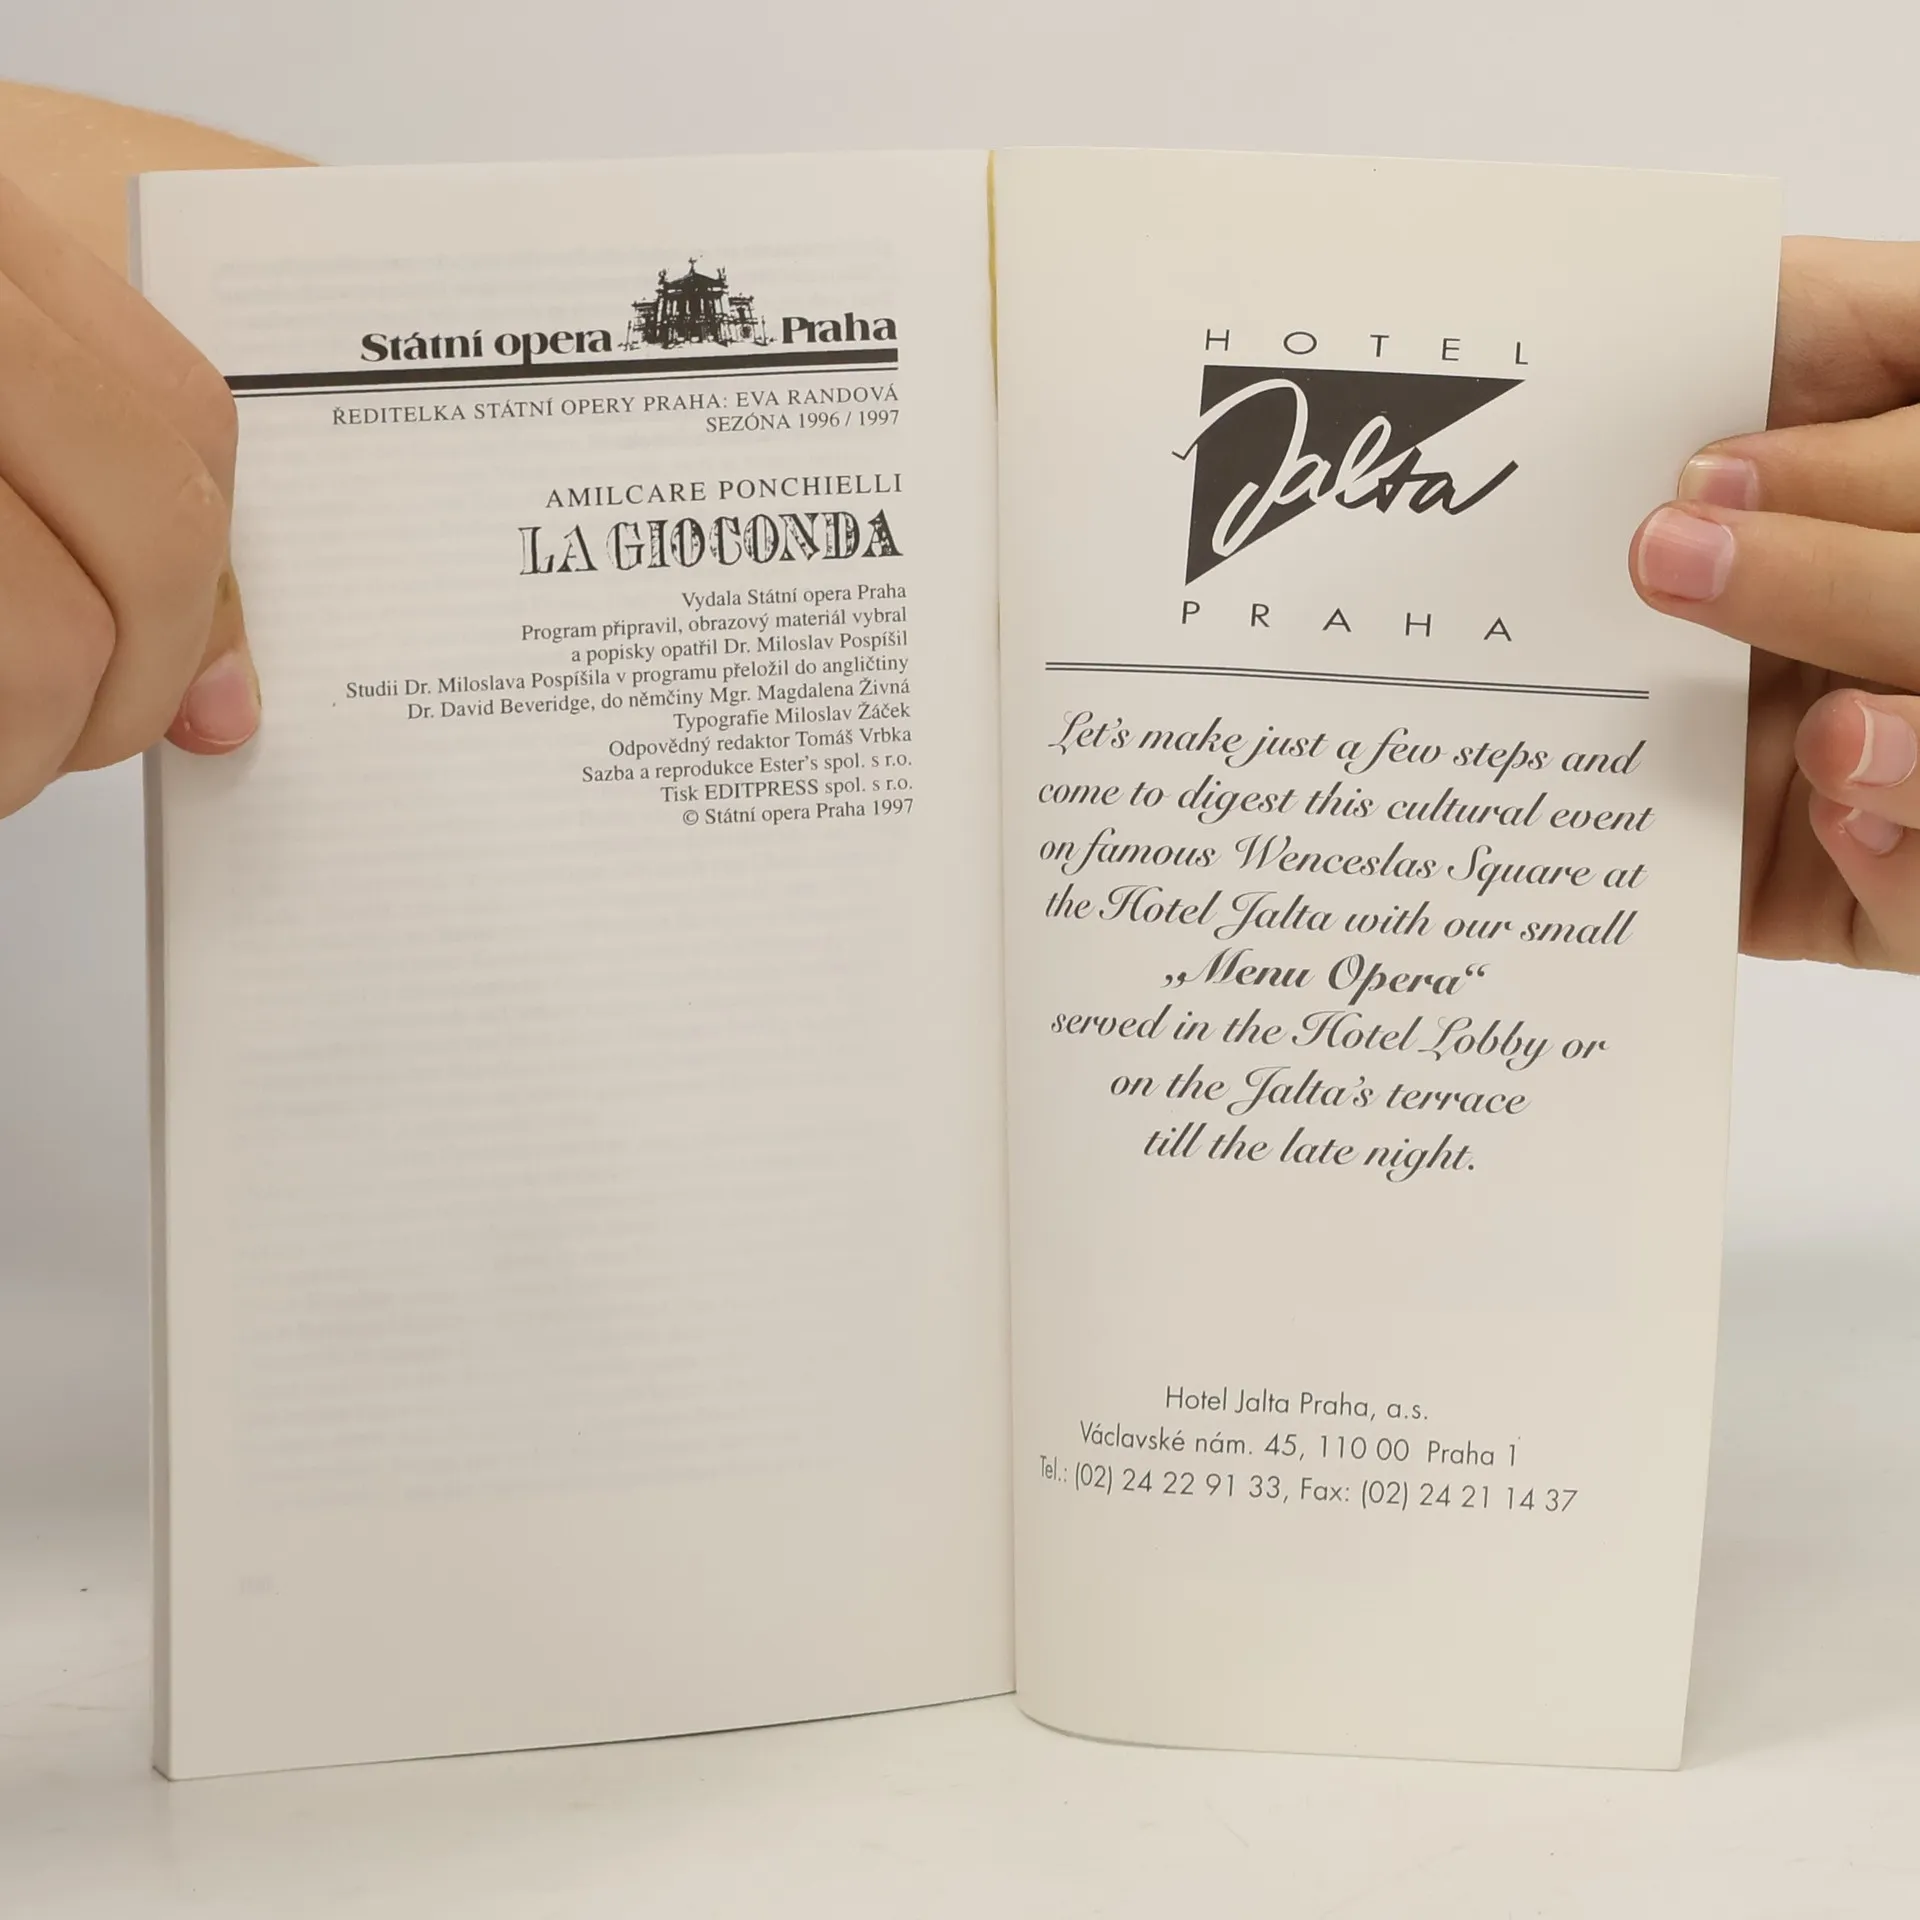 Státní opera Praha
ŘEDITELKA STÁTNÍ OPERY PRAHA: EVA RANDOVÁ
SEZÓNA 1996 / 1997
AMILCARE PONCHIELLI
LA GIOCONDA
Vydala Státní opera Praha
Program připravil, obrazový materiál vybral
a popisky opatřil Dr. Miloslav Pospíšil
Studii Dr. Miloslava Pospíšila v programu přeložil do angličtiny
Dr. David Beveridge, do němčiny Mgr. Magdalena Živná
Typografie Miloslav Žáček
Odpovědný redaktor Tomáš Vrbka
Sazba a reprodukce Ester's spol. s r.o.
Tisk EDITPRESS spol. s r.o.
© Státní opera Praha 1997
HOTEL
Jalta
PRAHA
Let's make just a few steps and
come to digest this cultural event
on famous Wenceslas Square at
the Hotel Jalta with our small
„Menu Opera“
served in the Hotel Lobby or
on the Jalta's terrace
till the late night.
Hotel Jalta Praha, a.s.
Václavské nám. 45, 110 00 Praha 1
Tel.: (02) 24 22 91 33, Fax: (02) 24 21 14 37